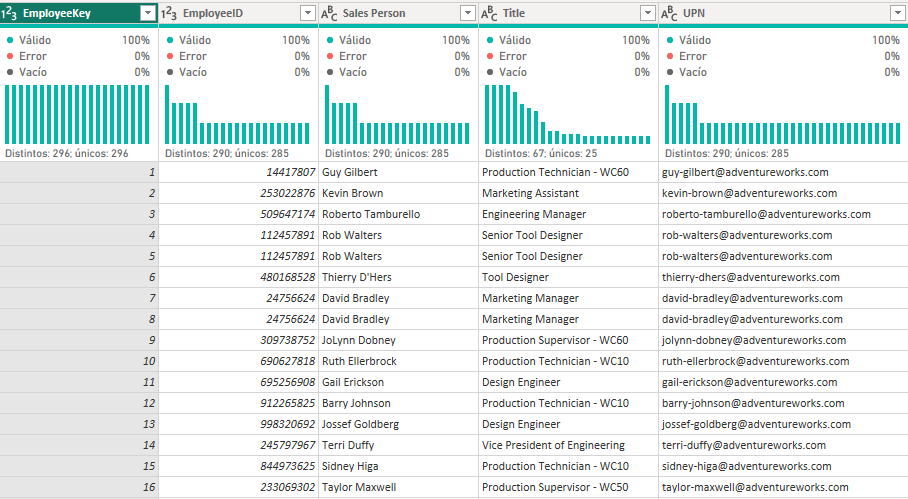 1²3 EmployeeKey 1²3 EmployeeID ABC Sales Person ABC Title ABC UPN
Válido 100% Válido 100% Válido 100% Válido 100% Válido 100%
Error 0% Error 0% Error 0% Error 0% Error 0%
Vacío 0% Vacío 0% Vacío 0% Vacío 0% Vacío 0%
Distintos: 296; únicos: 296 Distintos: 290; únicos: 285 Distintos: 290; únicos: 285 Distintos: 67; únicos: 25 Distintos: 290; únicos: 285
1 14417807 Guy Gilbert Production Technician - WC60 guy-gilbert@adventureworks.com
2 253022876 Kevin Brown Marketing Assistant kevin-brown@adventureworks.com
3 509647174 Roberto Tamburello Engineering Manager roberto-tamburello@adventureworks.com
4 112457891 Rob Walters Senior Tool Designer rob-walters@adventureworks.com
5 112457891 Rob Walters Senior Tool Designer rob-walters@adventureworks.com
6 480168528 Thierry D'Hers Tool Designer thierry-dhers@adventureworks.com
7 24756624 David Bradley Marketing Manager david-bradley@adventureworks.com
8 24756624 David Bradley Marketing Manager david-bradley@adventureworks.com
9 309738752 JoLynn Dobney Production Supervisor - WC60 jolynn-dobney@adventureworks.com
10 690627818 Ruth Ellerbrock Production Technician - WC10 ruth-ellerbrock@adventureworks.com
11 695256908 Gail Erickson Design Engineer gail-erickson@adventureworks.com
12 912265825 Barry Johnson Production Technician - WC10 barry-johnson@adventureworks.com
13 998320692 Jossef Goldberg Design Engineer jossef-goldberg@adventureworks.com
14 245797967 Terri Duffy Vice President of Engineering terri-duffy@adventureworks.com
15 844973625 Sidney Higa Production Technician - WC10 sidney-higa@adventureworks.com
16 233069302 Taylor Maxwell Production Supervisor - WC50 taylor-maxwell@adventureworks.com